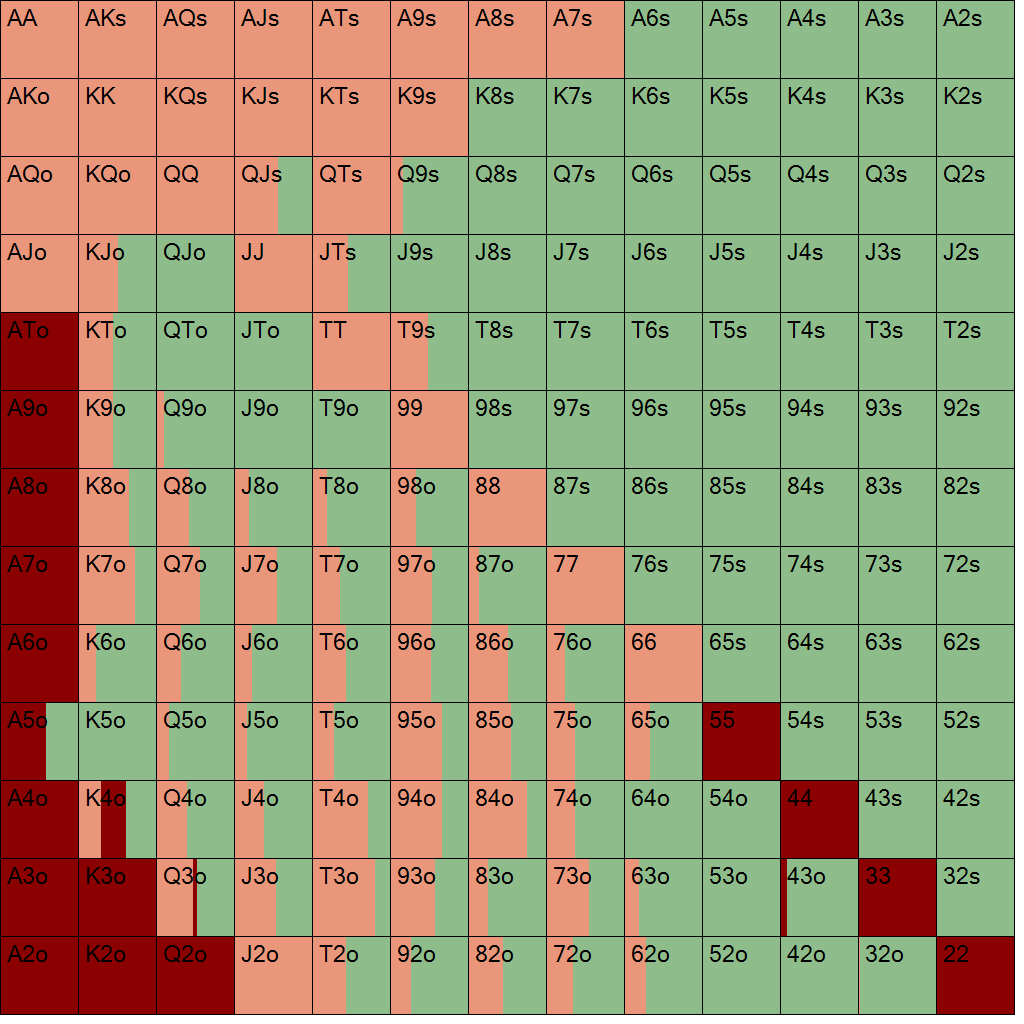 AA AKs AQs AJs ATs A9s A8s A7s A6s A5s A4s A3s A2s
AKo KK KQs KJs KTs K9s K8s K7s K6s K5s K4s K3s K2s
AQo KQo QQ QJs QTs Q9s Q8s Q7s Q6s Q5s Q4s Q3s Q2s
AJo KJo QJo JJ JTs J9s J8s J7s J6s J5s J4s J3s J2s
ATo KTo QTo JTo TT T9s T8s T7s T6s T5s T4s T3s T2s
A9o K9o Q9o J9o T9o 99 98s 97s 96s 95s 94s 93s 92s
A8o K8o Q8o J8o T8o 98o 88 87s 86s 85s 84s 83s 82s
A7o K7o Q7o J7o T7o 97o 87o 77 76s 75s 74s 73s 72s
A6o K6o Q6o J6o T6o 96o 86o 76o 66 65s 64s 63s 62s
A5o K5o Q5o J5o T5o 95o 85o 75o 65o 55 54s 53s 52s
A4o K4o Q4o J4o T4o 94o 84o 74o 64o 54o 44 43s 42s
A3o K3o Q3o J3o T3o 93o 83o 73o 63o 53o 43o 33 32s
A2o K2o Q2o J2o T2o 92o 82o 72o 62o 52o 42o 32o 22